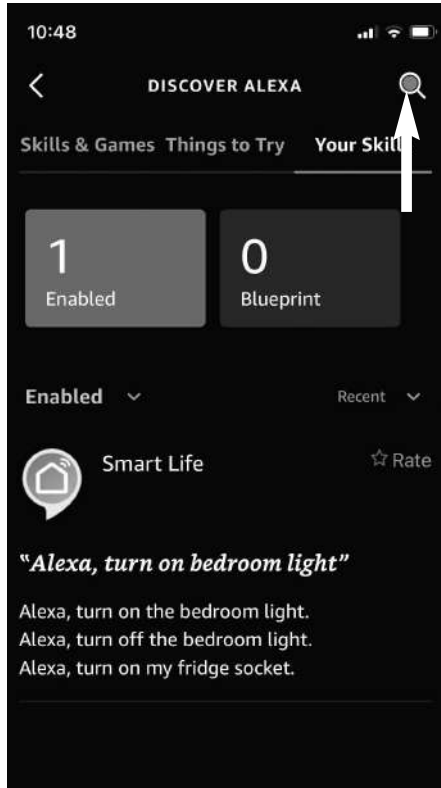 10:48
DISCOVER ALEXA
Skills & Games Things to Try Your Skill
1
Enabled
0
Blueprint
Enabled
Recent
Smart Life
Rate
“Alexa, turn on bedroom light”
Alexa, turn on the bedroom light.
Alexa, turn off the bedroom light.
Alexa, turn on my fridge socket.